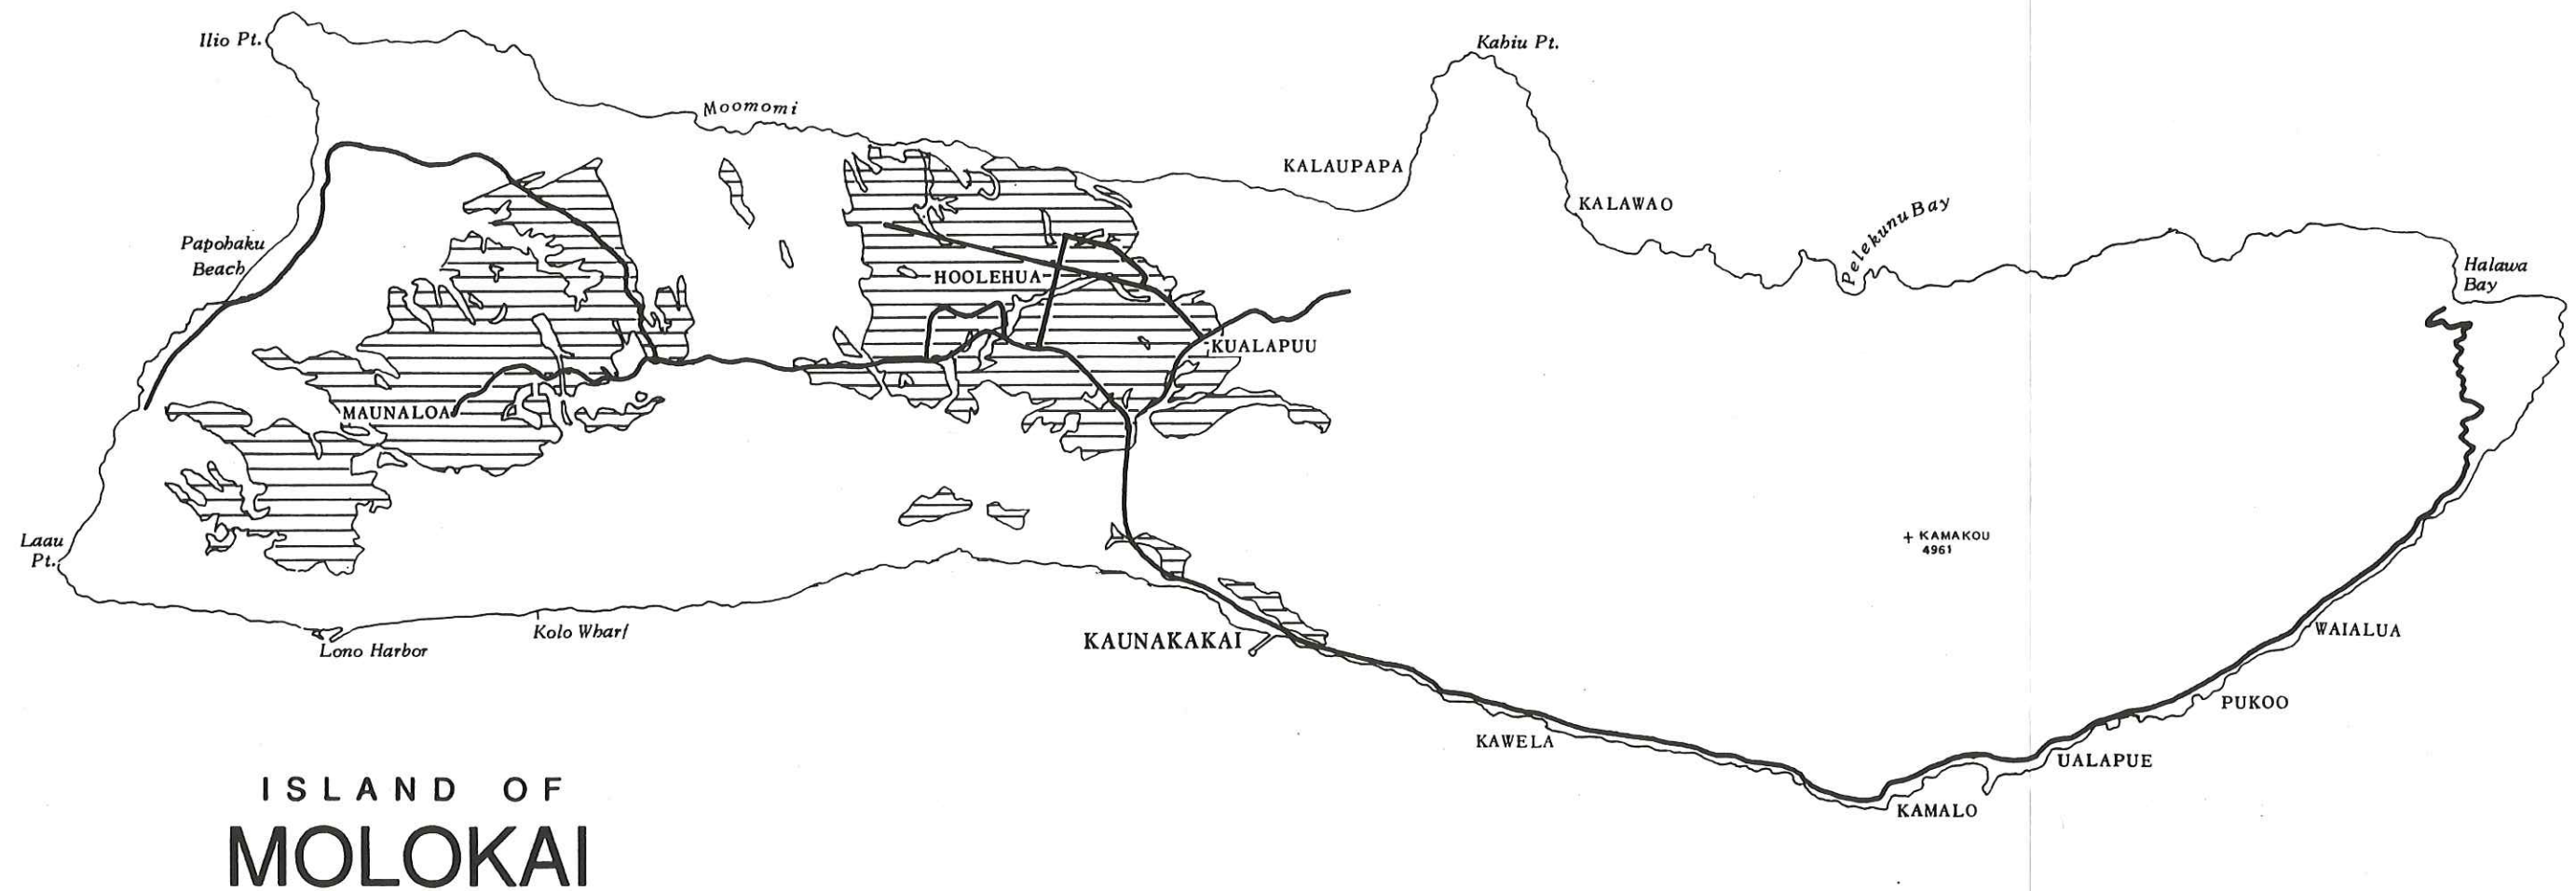 Ilio Pt.
Kahiu Pt.
Moomomi
KALAUPAPA
KALAWAO
Pelekunu Bay
Papohaku
Beach
HOOLEHUA
Halawa
Bay
KUALAPUU
MAUNALOA
Laau
Pt.
+ KAMAKOU
4961
Kolo Wharf
Lono Harbor
KAUNAKAKAI
WAIALUA
PUKOO
KAWELA
UALAPUE
KAMALO
ISLAND OF
MOLOKAI